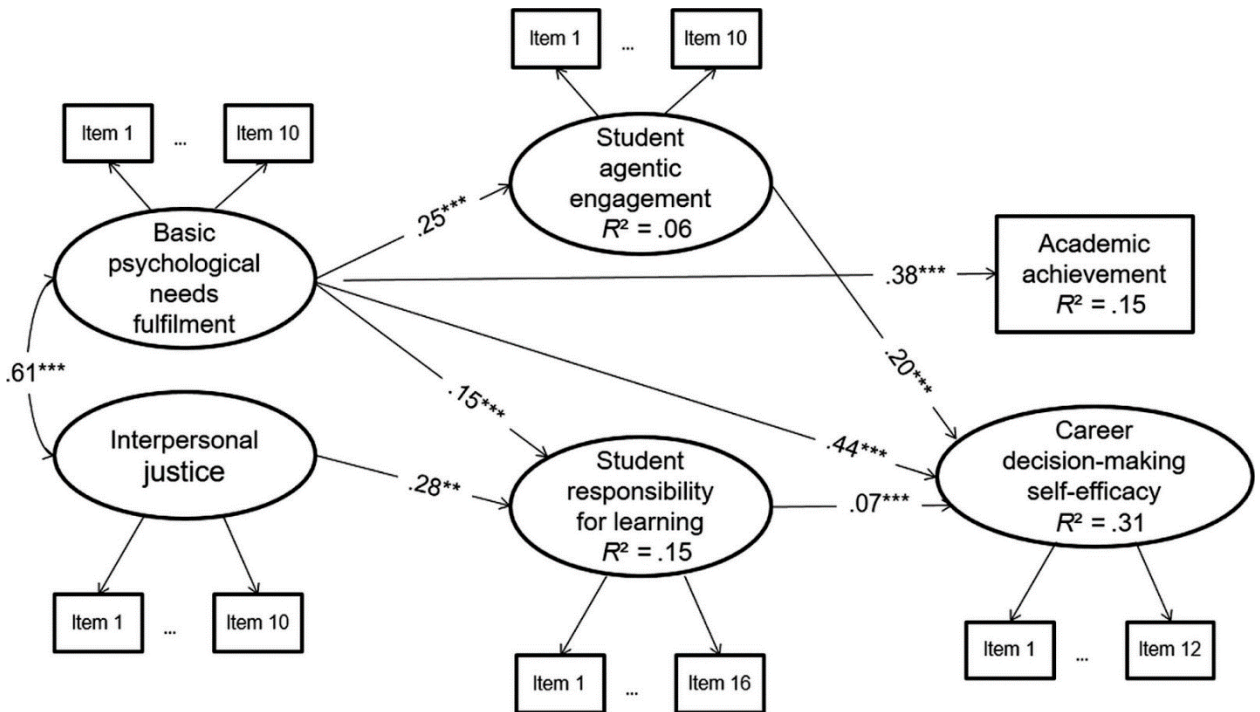 Item 1 ... Item 10
Item 1 ... Item 10
Student
agentic
engagement
R² = .06
Basic
psychological
needs
fulfilment
.25***
.38***
Academic
achievement
R² = .15
.61***
.20***
.15***
.44***
Interpersonal
justice
.28**
Student
responsibility
for learning
R² = .15
.07***
Career
decision-making
self-efficacy
R² = .31
Item 1 ... Item 10
Item 1 ... Item 16
Item 1 ... Item 12